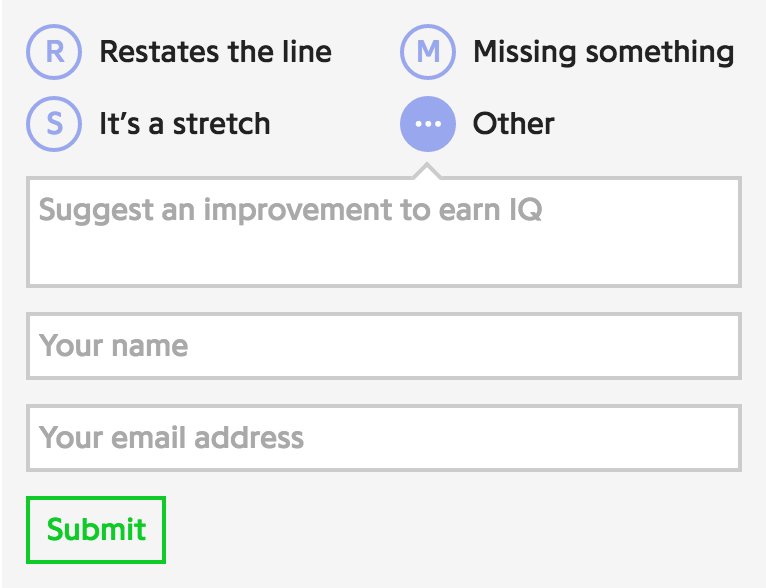 R Restates the line M Missing something
S It's a stretch ••• Other
Suggest an improvement to earn IQ
Your name
Your email address
Submit